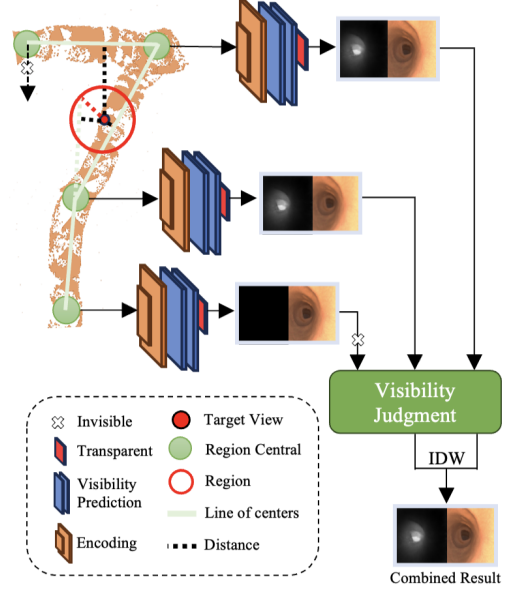 Visibility
Judgment
IDW
Combined Result
Invisible
Transparent
Visibility
Prediction
Encoding
Target View
Region Central
Region
Line of centers
Distance